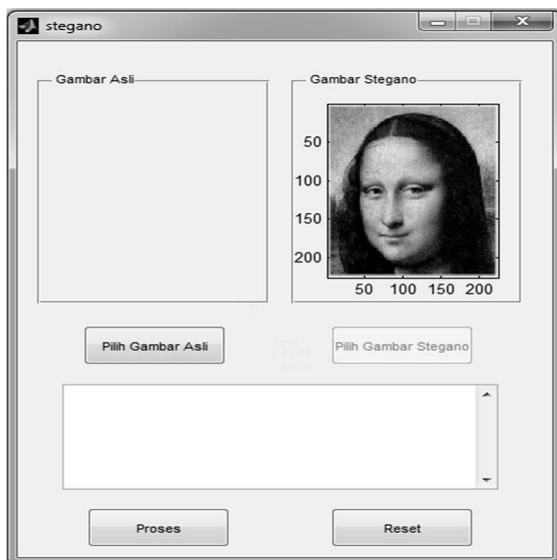 stegano
Gambar Asli
Gambar Stegano
50
100
150
200
50 100 150 200
Pilih Gambar Asli
Pilih Gambar Stegano
Proses
Reset